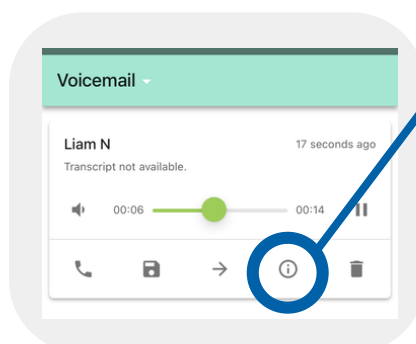 Voicemail
Liam N 17 seconds ago
Transcript not available.
00:06 00:14